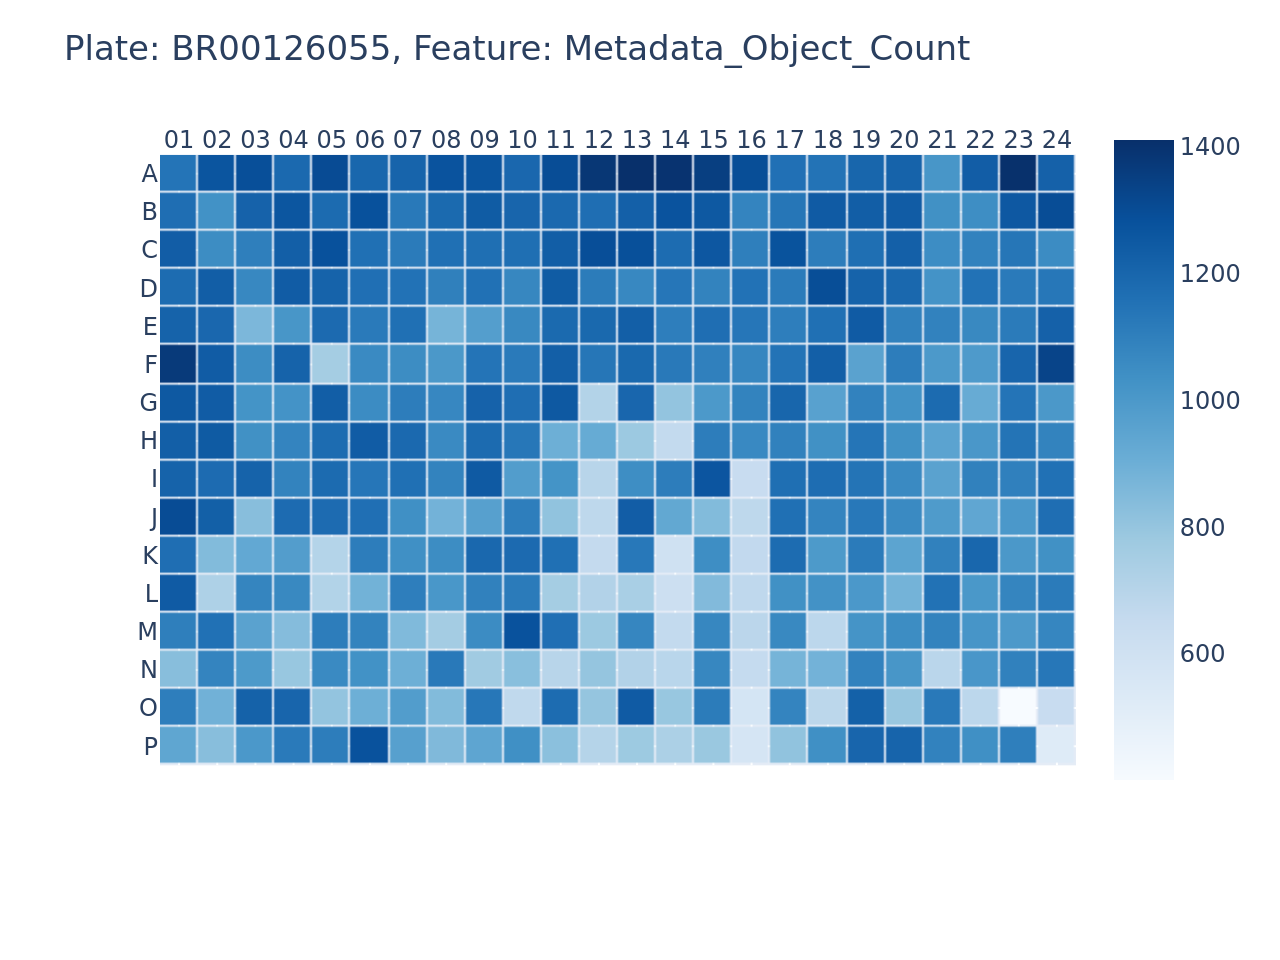 Plate: BR00126055, Feature: Metadata_Object_Count
01 02 03 04 05 06 07 08 09 10 11 12 13 14 15 16 17 18 19 20 21 22 23 24
A
B
C
D
E
F
G
H
I
J
K
L
M
N
O
P
1400
1200
1000
800
600